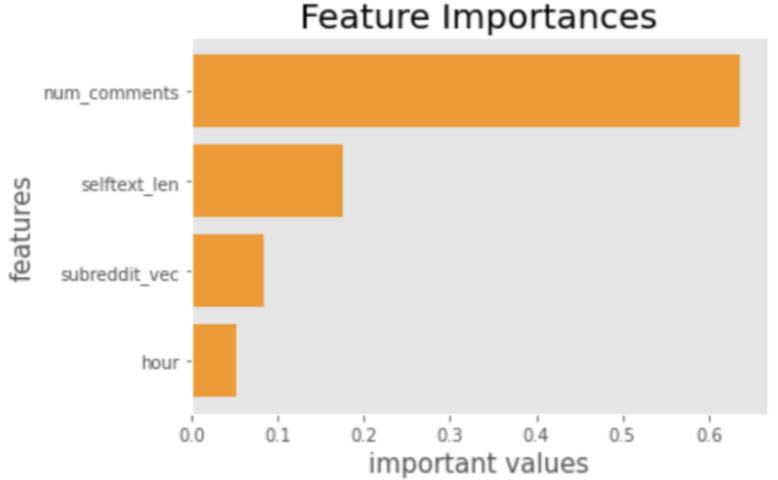 Feature Importances
features
num_comments
selftext_len
subreddit_vec
hour
0.0 0.1 0.2 0.3 0.4 0.5 0.6
important values